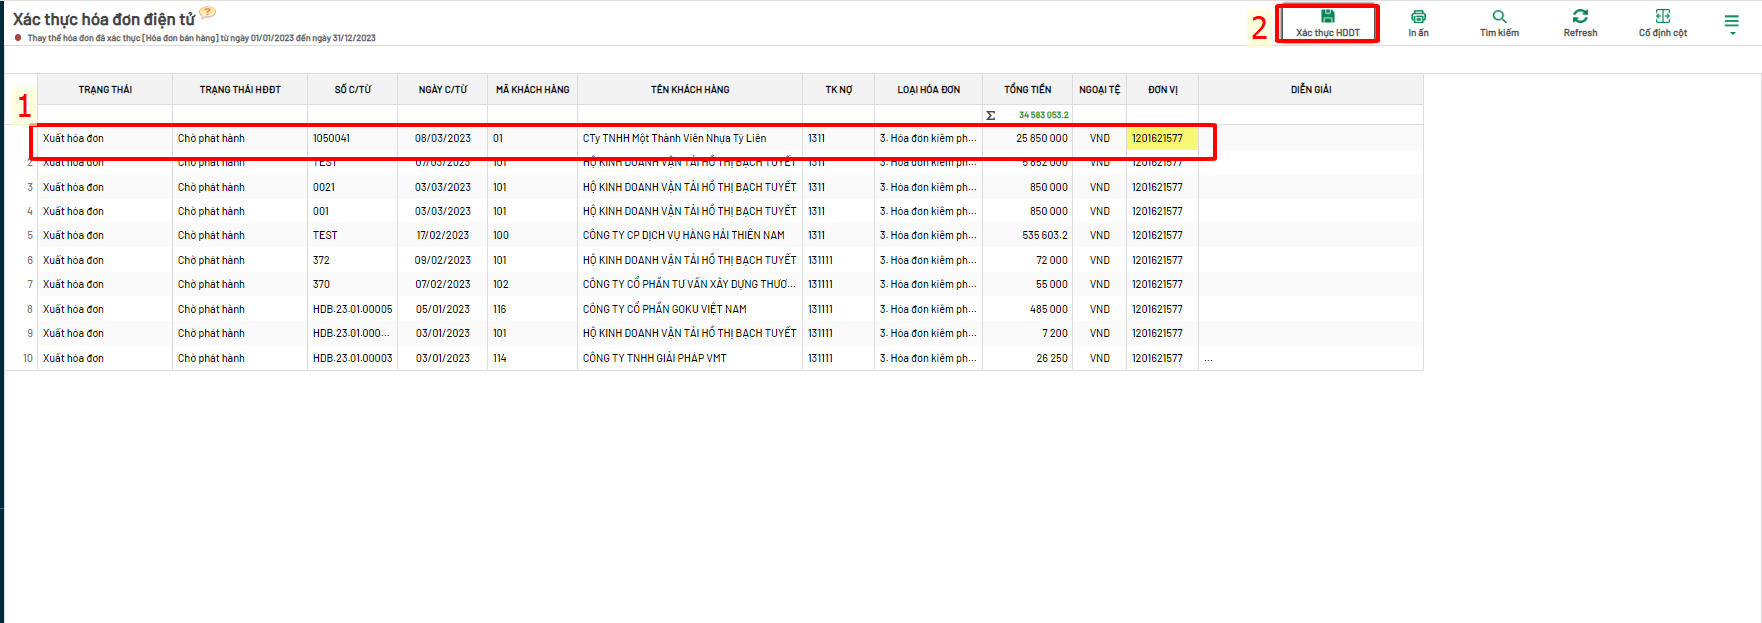 Xác thực hóa đơn điện tử ?
Thay thế hóa đơn đã xác thực [Hóa đơn bán hàng] từ ngày 01/01/2023 đến ngày 31/12/2023
2 Xác thực HDDT In ấn Tìm kiếm Refresh Cố định cột
TRẠNG THÁI TRẠNG THÁI HĐĐT SỐ C/TỪ NGÀY C/TỪ MÃ KHÁCH HÀNG TÊN KHÁCH HÀNG TK NỢ LOẠI HÓA ĐƠN TỔNG TIỀN NGOẠI TỆ ĐƠN VỊ DIỄN GIẢI
1 Σ 34 583 053.2
Xuất hóa đơn Chờ phát hành 1050041 08/03/2023 01 CTy TNHH Một Thành Viên Nhựa Tý Liên 1311 3. Hóa đơn kiêm ph... 25 850 000 VND 1201621577
2 Xuất hóa đơn Chờ phát hành TEST 07/03/2023 101 HỘ KINH DOANH VẬN TẢI HỒ THỊ BẠCH TUYẾT 1311 3. Hóa đơn kiêm ph... 5 852 000 VND 1201621577
3 Xuất hóa đơn Chờ phát hành 0021 03/03/2023 101 HỘ KINH DOANH VẬN TẢI HỒ THỊ BẠCH TUYẾT 1311 3. Hóa đơn kiêm ph... 850 000 VND 1201621577
4 Xuất hóa đơn Chờ phát hành 001 03/03/2023 101 HỘ KINH DOANH VẬN TẢI HỒ THỊ BẠCH TUYẾT 1311 3. Hóa đơn kiêm ph... 850 000 VND 1201621577
5 Xuất hóa đơn Chờ phát hành TEST 17/02/2023 100 CÔNG TY CP DỊCH VỤ HÀNG HẢI THIÊN NAM 1311 3. Hóa đơn kiêm ph... 535 603.2 VND 1201621577
6 Xuất hóa đơn Chờ phát hành 372 09/02/2023 101 HỘ KINH DOANH VẬN TẢI HỒ THỊ BẠCH TUYẾT 131111 3. Hóa đơn kiêm ph... 72 000 VND 1201621577
7 Xuất hóa đơn Chờ phát hành 370 07/02/2023 102 CÔNG TY CỔ PHẦN TƯ VẤN XÂY DỰNG THƯƠ... 131111 3. Hóa đơn kiêm ph... 55 000 VND 1201621577
8 Xuất hóa đơn Chờ phát hành HDB.23.01.00005 05/01/2023 116 CÔNG TY CỔ PHẦN GOKU VIỆT NAM 131111 3. Hóa đơn kiêm ph... 485 000 VND 1201621577
9 Xuất hóa đơn Chờ phát hành HDB.23.01.000... 03/01/2023 101 HỘ KINH DOANH VẬN TẢI HỒ THỊ BẠCH TUYẾT 131111 3. Hóa đơn kiêm ph... 7 200 VND 1201621577
10 Xuất hóa đơn Chờ phát hành HDB.23.01.00003 03/01/2023 114 CÔNG TY TNHH GIẢI PHÁP VMT 131111 3. Hóa đơn kiêm ph... 26 250 VND 1201621577 ...